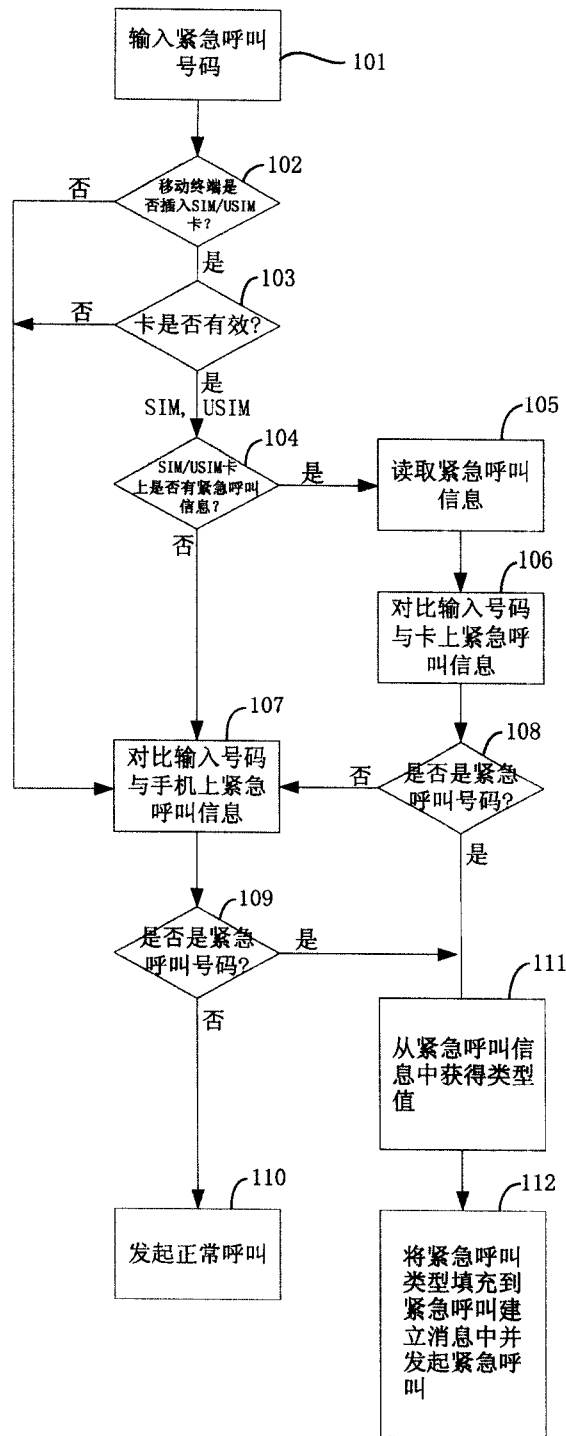 输入紧急呼叫
号码
101
102
移动终端是
否插入SIM/USIM
卡?
否
是
103
卡是否有效?
否
是
SIM, USIM
104
SIM/USIM卡
上是否有紧急呼叫
信息?
是
否
105
读取紧急呼叫
信息
106
对比输入号码
与卡上紧急呼
叫信息
107
对比输入号码
与手机上紧急
呼叫信息
108
是否是紧急
呼叫号码?
否
是
109
是否是紧急
呼叫号码?
是
否
111
从紧急呼叫信
息中获得类型
值
110
发起正常呼叫
112
将紧急呼叫
类型填充到
紧急呼叫建
立消息中并
发起紧急呼
叫